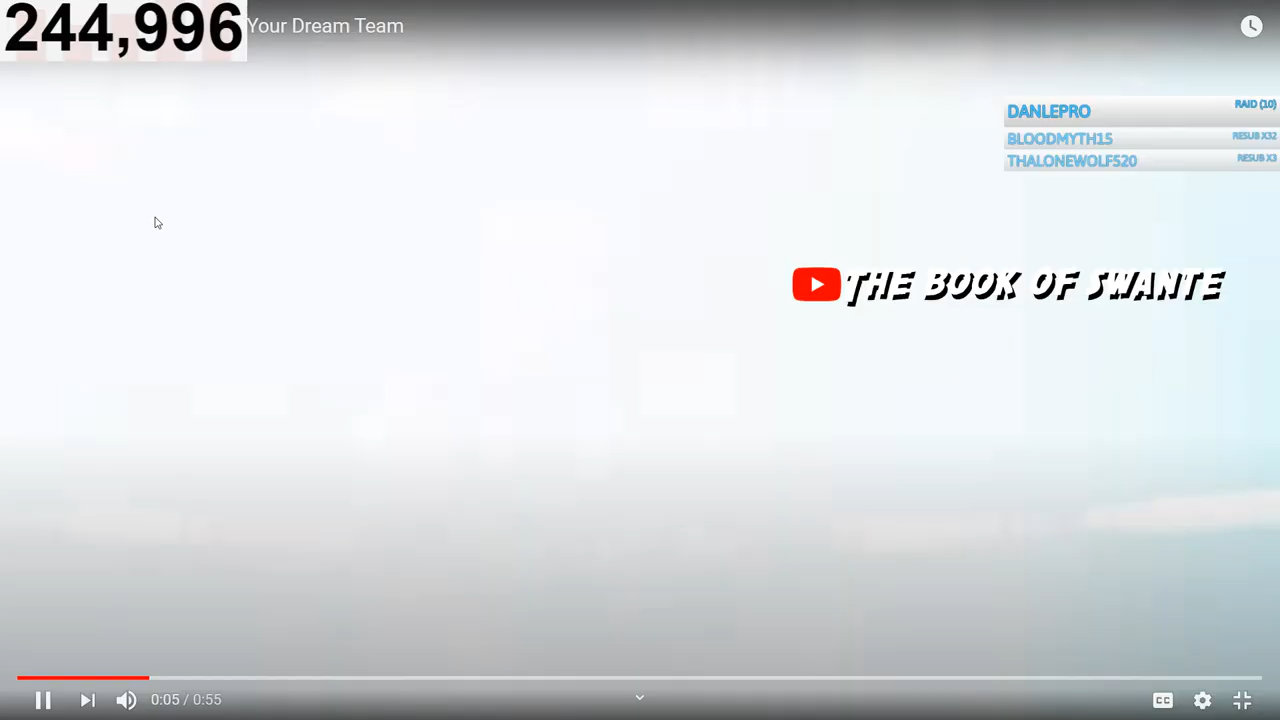 244,996
Your Dream Team
DANLEPRO RAID (10)
BLOODMYTH15 RESUB X32
THALONEWOLF520 RESUB X3
THE BOOK OF SWANTE
0:05 / 0:55
CC